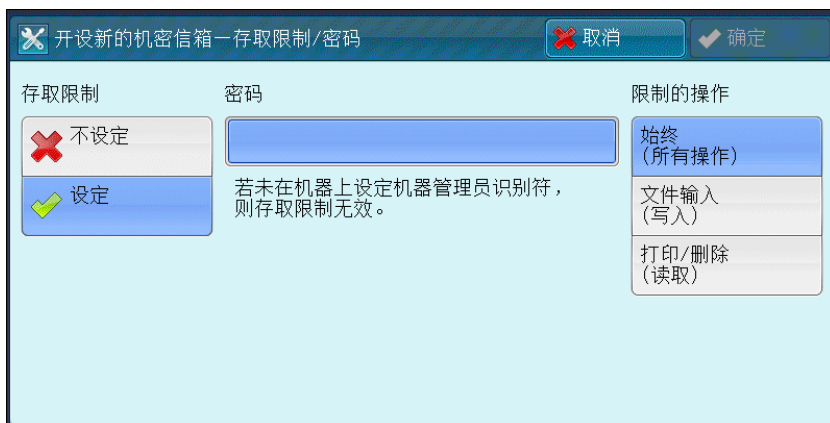 开设新的机密信箱－存取限制/密码
取消
确定
存取限制
密码
限制的操作
不设定
设定
若未在机器上设定机器管理员识别符，
则存取限制无效。
始终
(所有操作)
文件输入
(写入)
打印/删除
(读取)